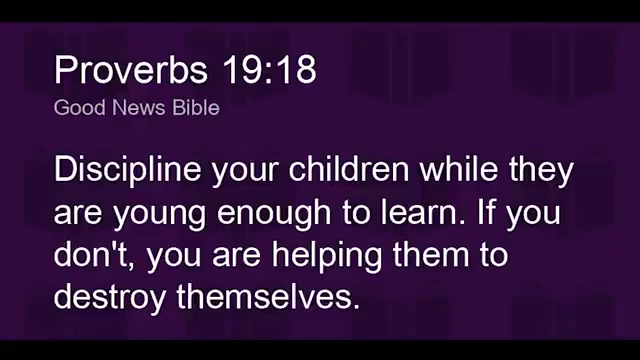 Proverbs 19:18
Good News Bible
Discipline your children while they
are young enough to learn. If you
don't, you are helping them to
destroy themselves.